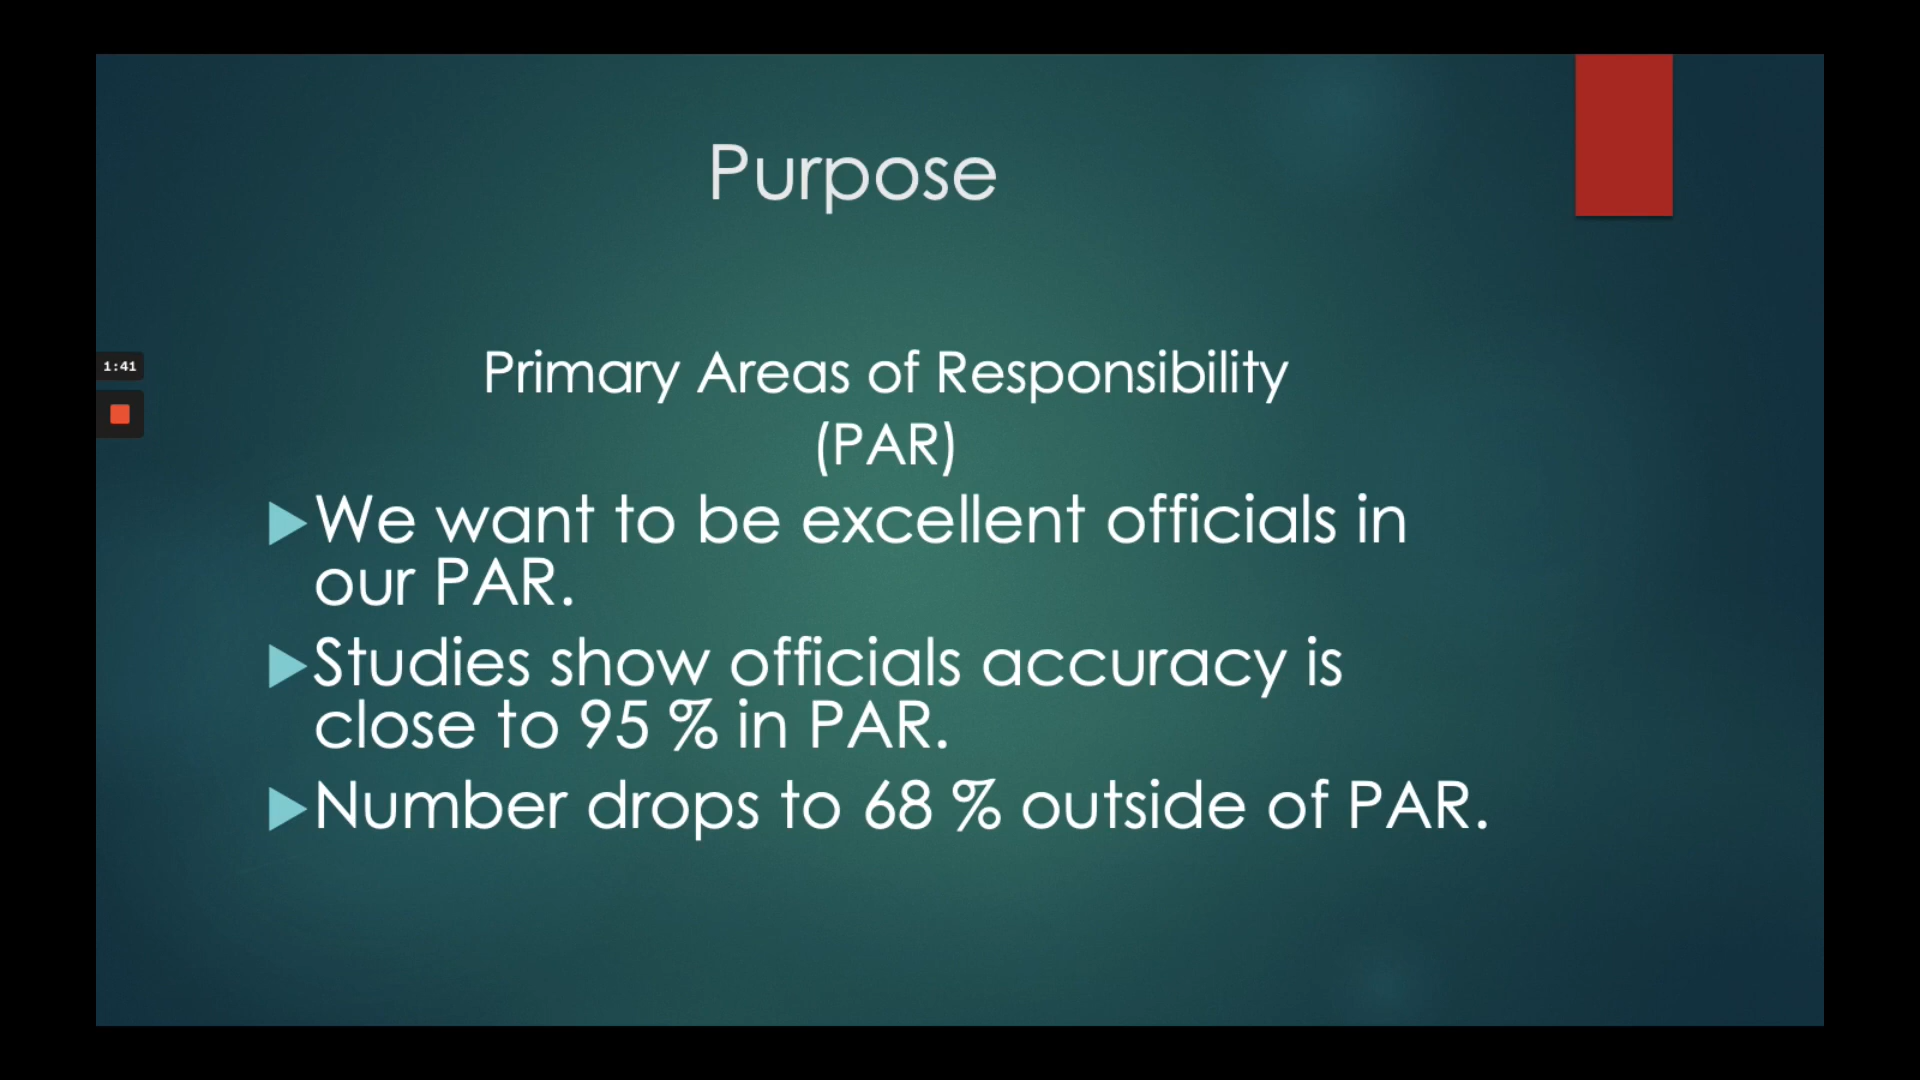 Purpose
1:41
Primary Areas of Responsibility
(PAR)
We want to be excellent officials in
our PAR.
Studies show officials accuracy is
close to 95 % in PAR.
Number drops to 68 % outside of PAR.